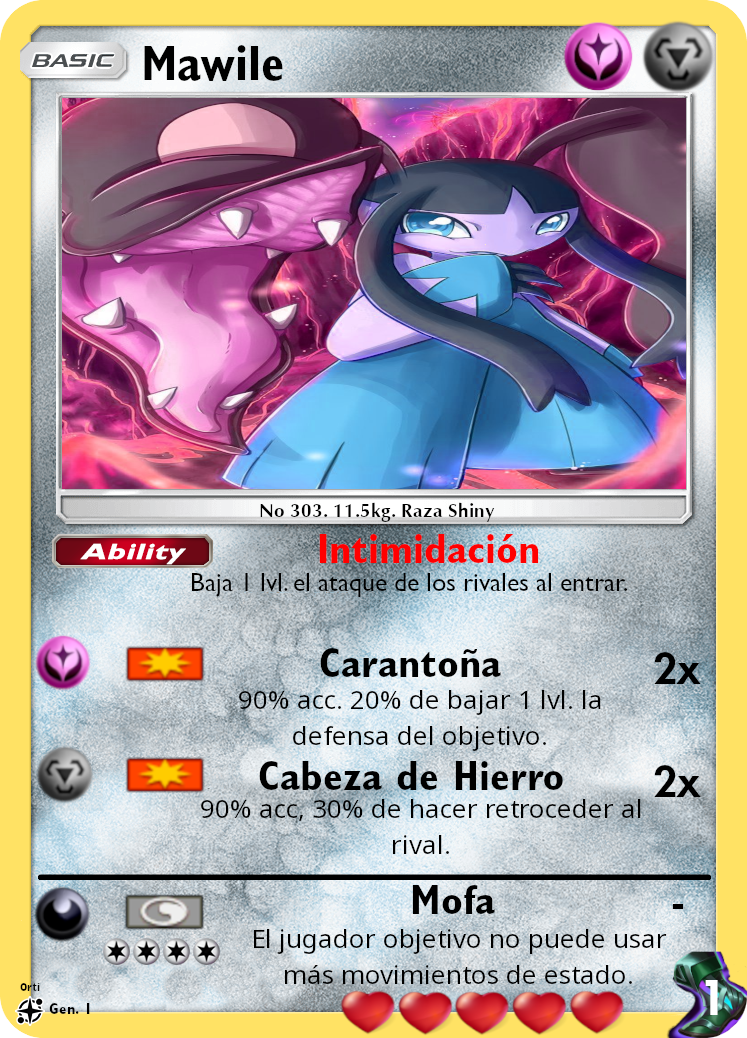 BASIC Mawile
No 303. 11.5kg. Raza Shiny
Ability Intimidación
Baja 1 lvl. el ataque de los rivales al entrar.
Carantoña 2x
90% acc. 20% de bajar 1 lvl. la
defensa del objetivo.
Cabeza de Hierro 2x
90% acc, 30% de hacer retroceder al
rival.
Mofa -
El jugador objetivo no puede usar
más movimientos de estado.
Orti
Gen. 1
1